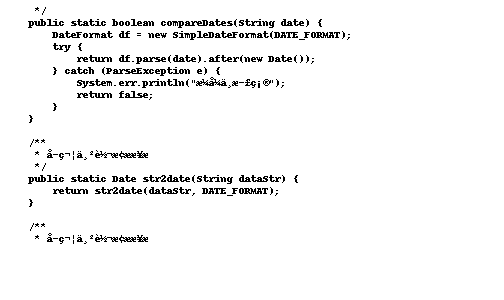 */
public static boolean compareDates(String date) {
DateFormat df = new SimpleDateFormat(DATE_FORMAT);
try {
return df.parse(date).after(new Date());
} catch (ParseException e) {
System.err.println("æ¼å¼ä¸æ­£ç¡®");
return false;
}
}
/**
* å­ç¬¦ä¸²è½¬æ¢ææ¥æ
*/
public static Date str2date(String dataStr) {
return str2date(dataStr, DATE_FORMAT);
}
/**
* å­ç¬¦ä¸²è½¬æ¢ææ¥æ